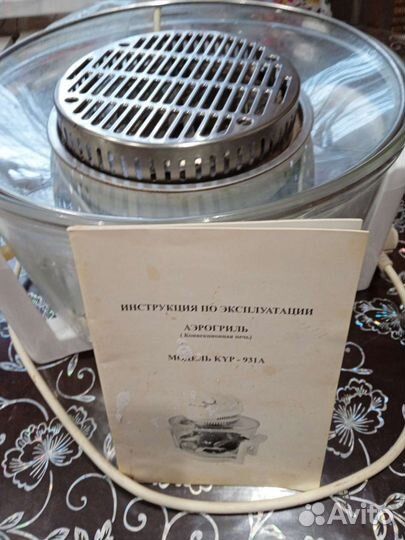 ИНСТРУКЦИЯ ПО ЭКСПЛУАТАЦИИ
АЭРОГРИЛЬ
( Конвекционная печь)
МОДЕЛЬ KYP - 931A
Avito